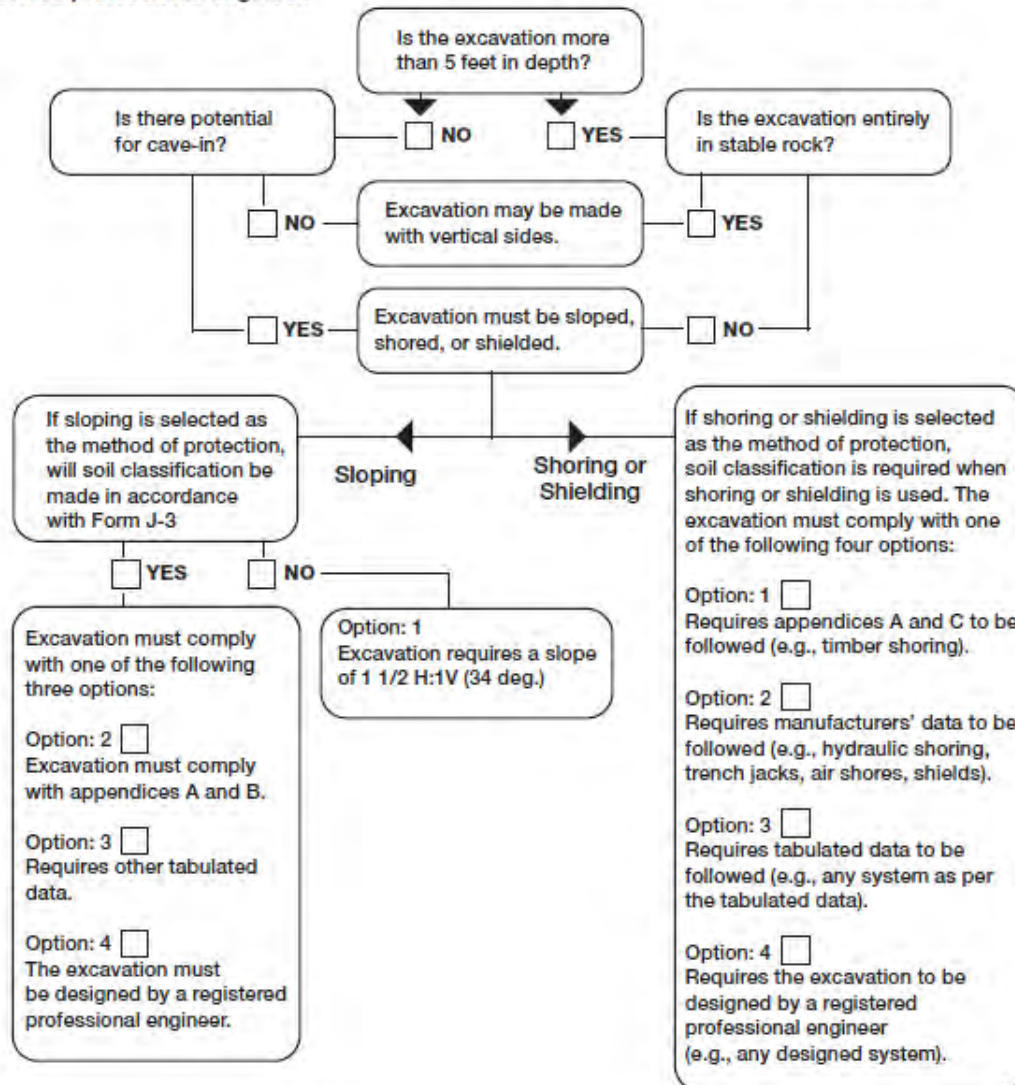 Is the excavation more
than 5 feet in depth?
Is there potential
for cave-in?
NO
YES
Is the excavation entirely
in stable rock?
NO
Excavation may be made
with vertical sides.
YES
YES
Excavation must be sloped,
shored, or shielded.
NO
If sloping is selected as
the method of protection,
will soil classification be
made in accordance
with Form J-3
Sloping
Shoring or
Shielding
YES
NO
Excavation must comply
with one of the following
three options:
Option: 2
Excavation must comply
with appendices A and B.
Option: 3
Requires other tabulated
data.
Option: 4
The excavation must
be designed by a registered
professional engineer.
Option: 1
Excavation requires a slope
of 1 1/2 H:1V (34 deg.)
If shoring or shielding is selected
as the method of protection,
soil classification is required when
shoring or shielding is used. The
excavation must comply with one
of the following four options:
Option: 1
Requires appendices A and C to be
followed (e.g., timber shoring).
Option: 2
Requires manufacturers' data to be
followed (e.g., hydraulic shoring,
trench jacks, air shores, shields).
Option: 3
Requires tabulated data to be
followed (e.g., any system as per
the tabulated data).
Option: 4
Requires the excavation to be
designed by a registered
professional engineer
(e.g., any designed system).